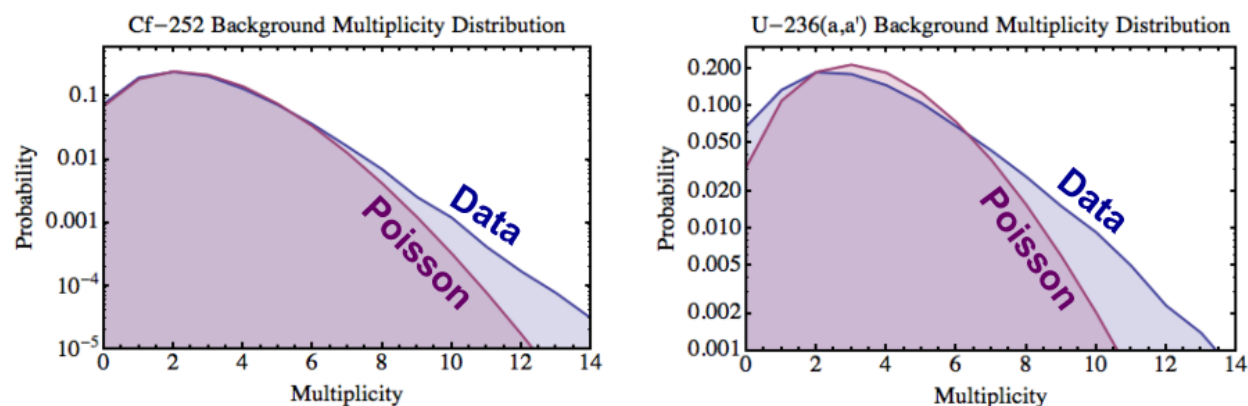 Cf−252 Background Multiplicity Distribution
Probability
0.1
0.01
0.001
10⁻⁴
10⁻⁵
Data
Poisson
0 2 4 6 8 10 12 14
Multiplicity
U−236(a,a') Background Multiplicity Distribution
Probability
0.200
0.100
0.050
0.020
0.010
0.005
0.002
0.001
Data
Poisson
0 2 4 6 8 10 12 14
Multiplicity